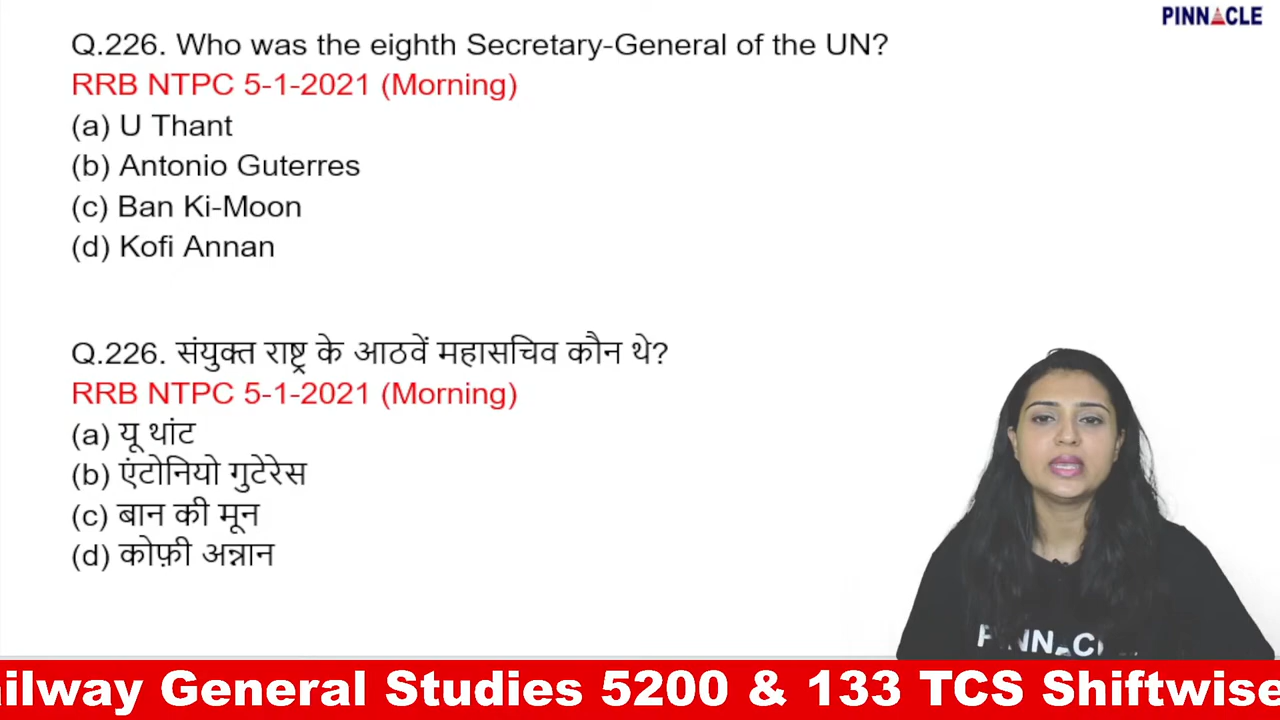 PINNACLE
Q.226. Who was the eighth Secretary-General of the UN?
RRB NTPC 5-1-2021 (Morning)
(a) U Thant
(b) Antonio Guterres
(c) Ban Ki-Moon
(d) Kofi Annan
Q.226. संयुक्त राष्ट्र के आठवें महासचिव कौन थे?
RRB NTPC 5-1-2021 (Morning)
(a) यू थांट
(b) एंटोनियो गुटेरेस
(c) बान की मून
(d) कोफ़ी अन्नान
PINNACL
ilway General Studies 5200 & 133 TCS Shiftwise